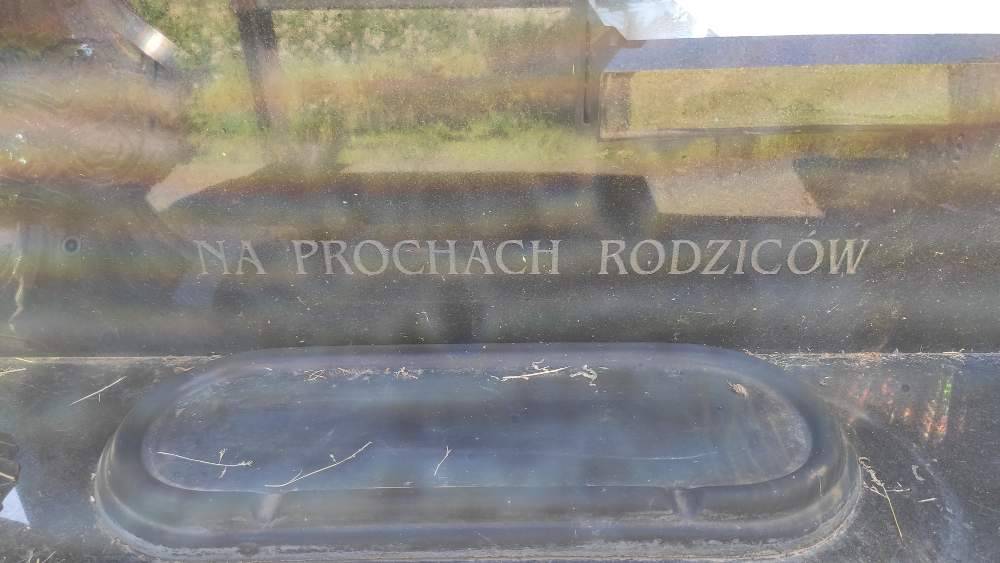 NA PROCHACH RODZICÓW